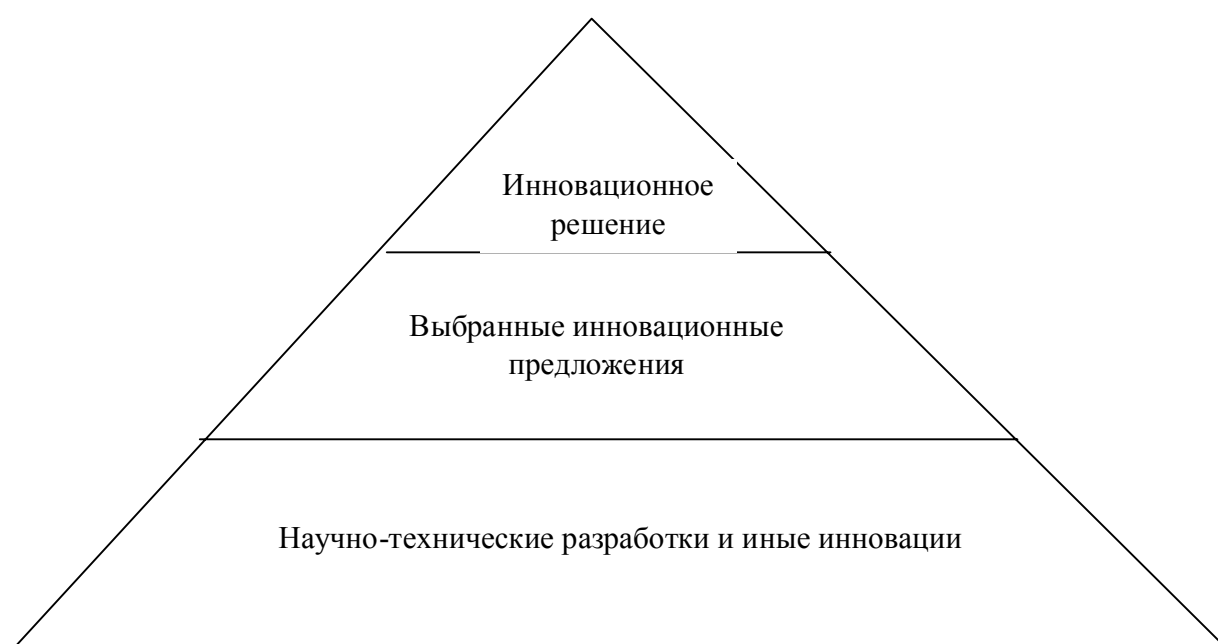 Инновационное
решение
Выбранные инновационные
предложения
Научно-технические разработки и иные инновации